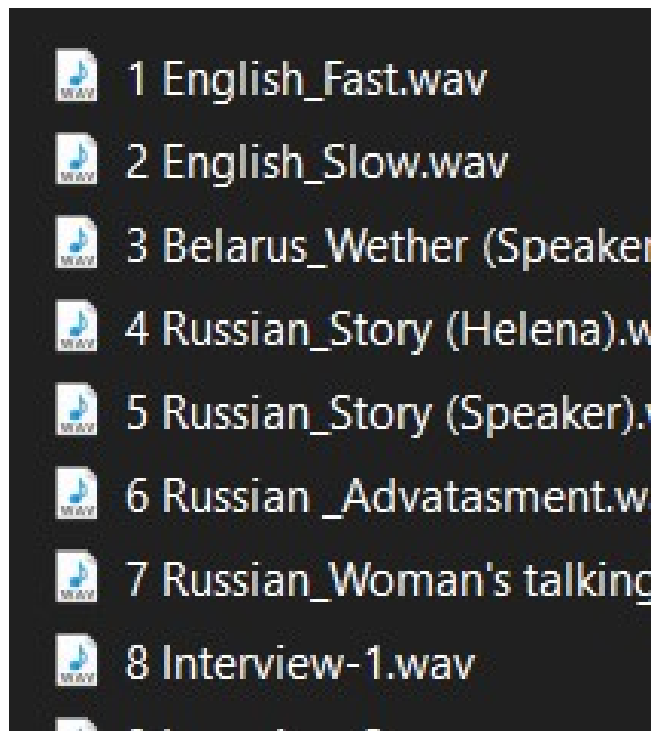 1 English_Fast.wav
2 English_Slow.wav
3 Belarus_Wether (Speaker
4 Russian_Story (Helena).w
5 Russian_Story (Speaker).
6 Russian _Advatasment.w
7 Russian_Woman's talking
8 Interview-1.wav